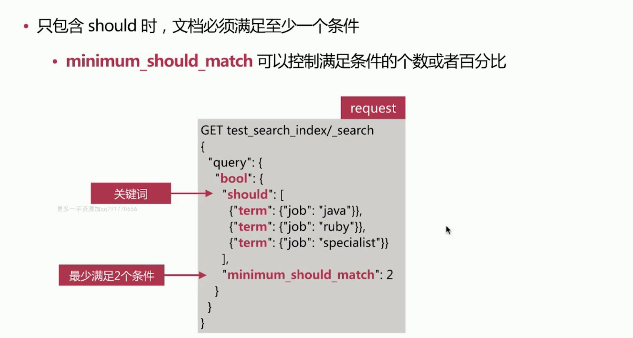 • 只包含 should 时，文档必须满足至少一个条件
• minimum_should_match 可以控制满足条件的个数或者百分比
request
GET test_search_index/_search
{
"query": {
"bool": {
关键词
"should": [
{"term": {"job": "java"}},
{"term": {"job": "ruby"}},
{"term": {"job": "specialist"}}
],
最少满足2个条件
"minimum_should_match": 2
}
}
}